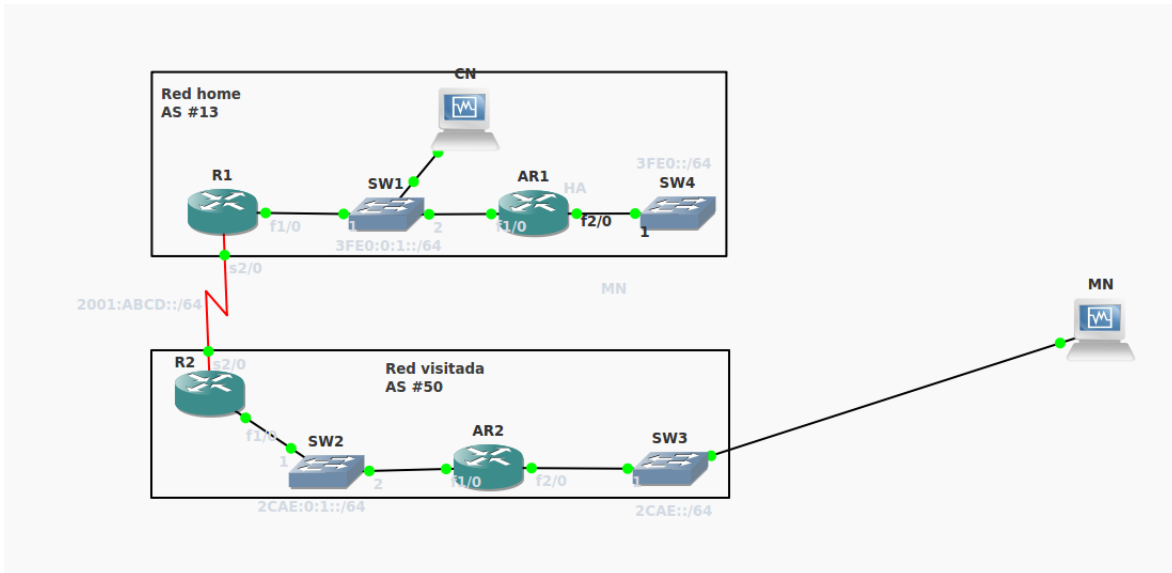 CN
Red home
AS #13
3FE0::/64
R1
SW1
AR1
HA
SW4
f1/0
1
2
f1/0
f2/0
1
3FE0:0:1::/64
s2/0
2001:ABCD::/64
MN
MN
R2
s2/0
Red visitada
AS #50
f1/0
SW2
AR2
SW3
1
2
f1/0
f2/0
1
2CAE:0:1::/64
2CAE::/64